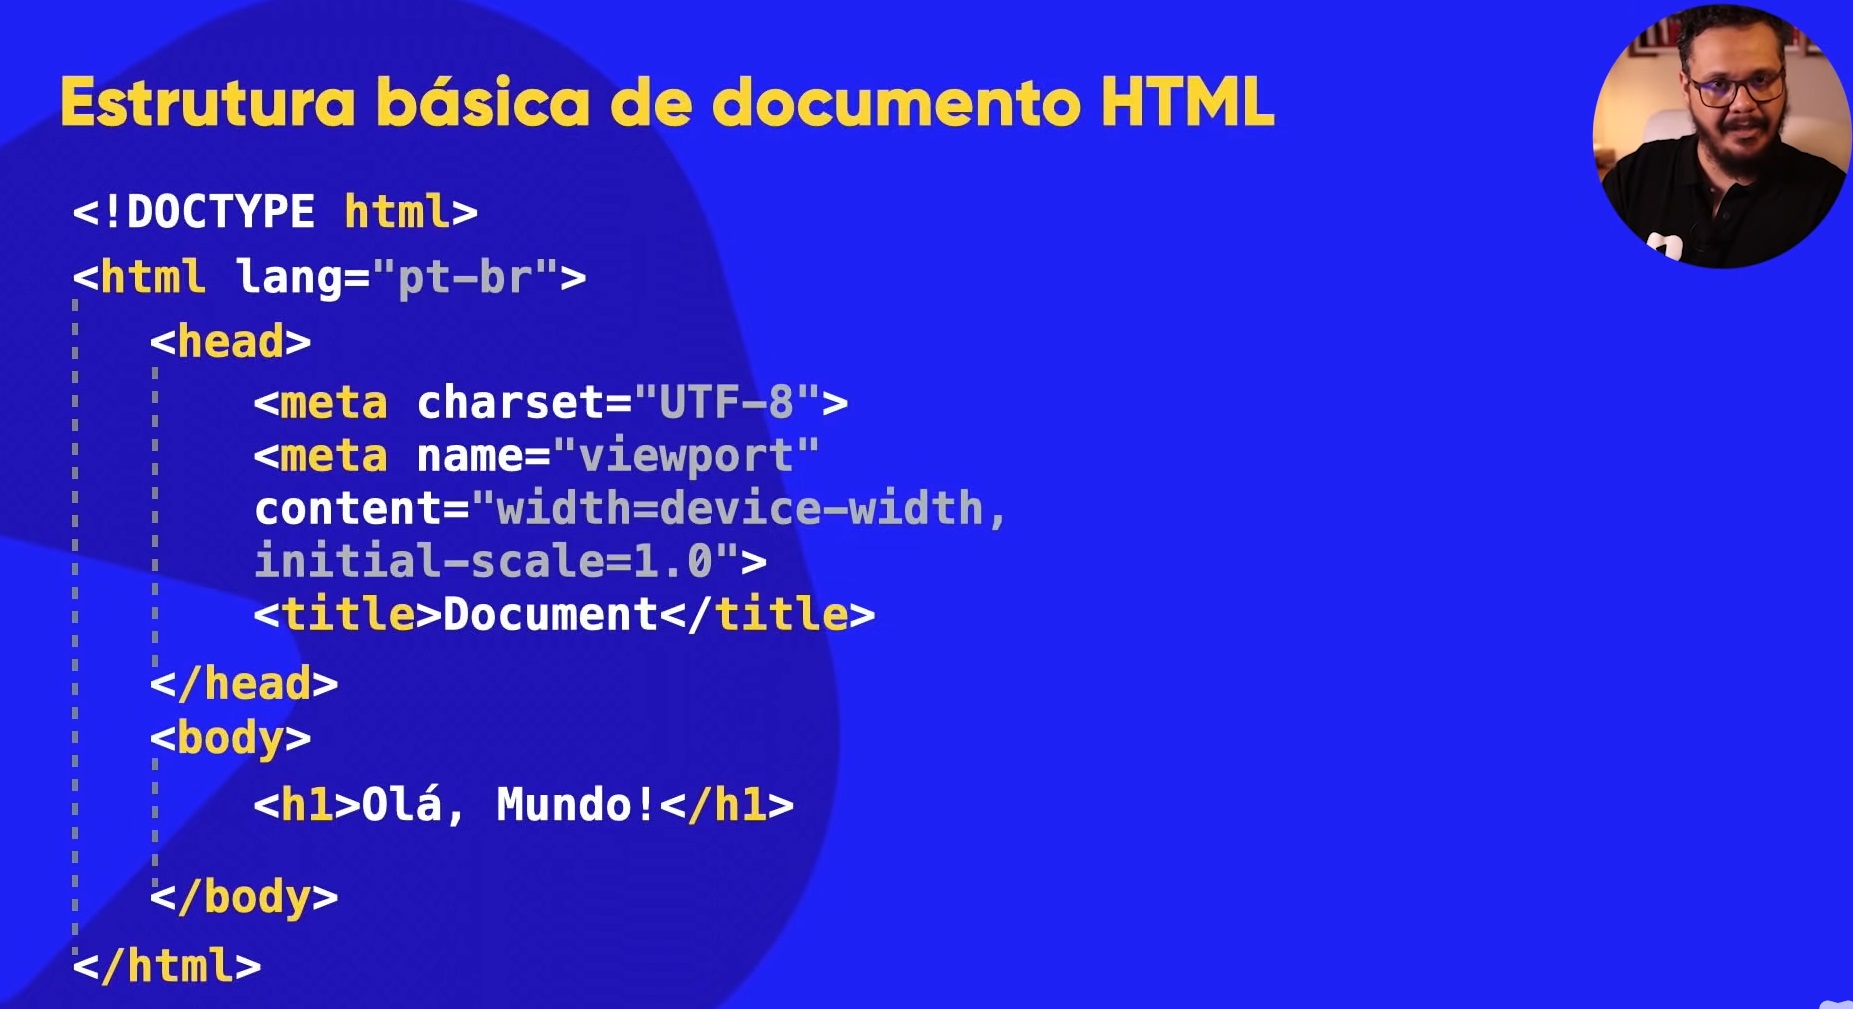 Estrutura básica de documento HTML
<!DOCTYPE html>
<html lang="pt-br">
<head>
<meta charset="UTF-8">
<meta name="viewport"
content="width=device-width,
initial-scale=1.0">
<title>Document</title>
</head>
<body>
<h1>Olá, Mundo!</h1>
</body>
</html>